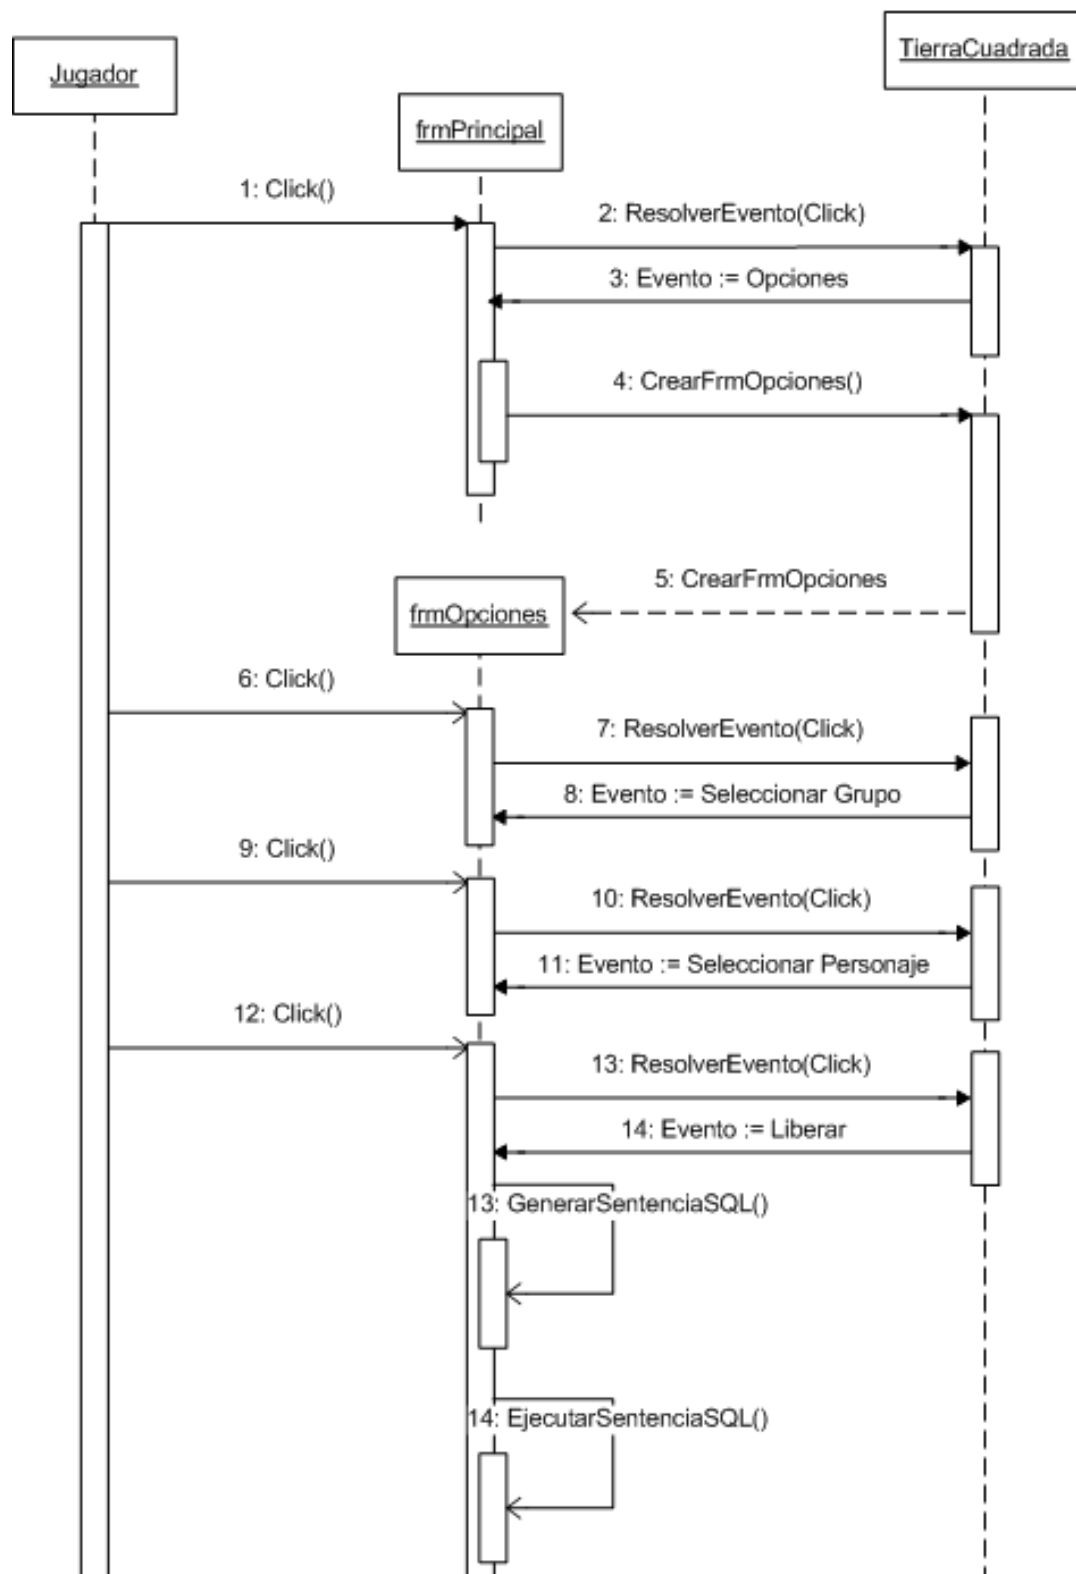 Jugador
frmPrincipal
TierraCuadrada
1: Click()
2: ResolverEvento(Click)
3: Evento := Opciones
4: CrearFrmOpciones()
5: CrearFrmOpciones
frmOpciones
6: Click()
7: ResolverEvento(Click)
8: Evento := Seleccionar Grupo
9: Click()
10: ResolverEvento(Click)
11: Evento := Seleccionar Personaje
12: Click()
13: ResolverEvento(Click)
14: Evento := Liberar
13: GenerarSentenciaSQL()
14: EjecutarSentenciaSQL()